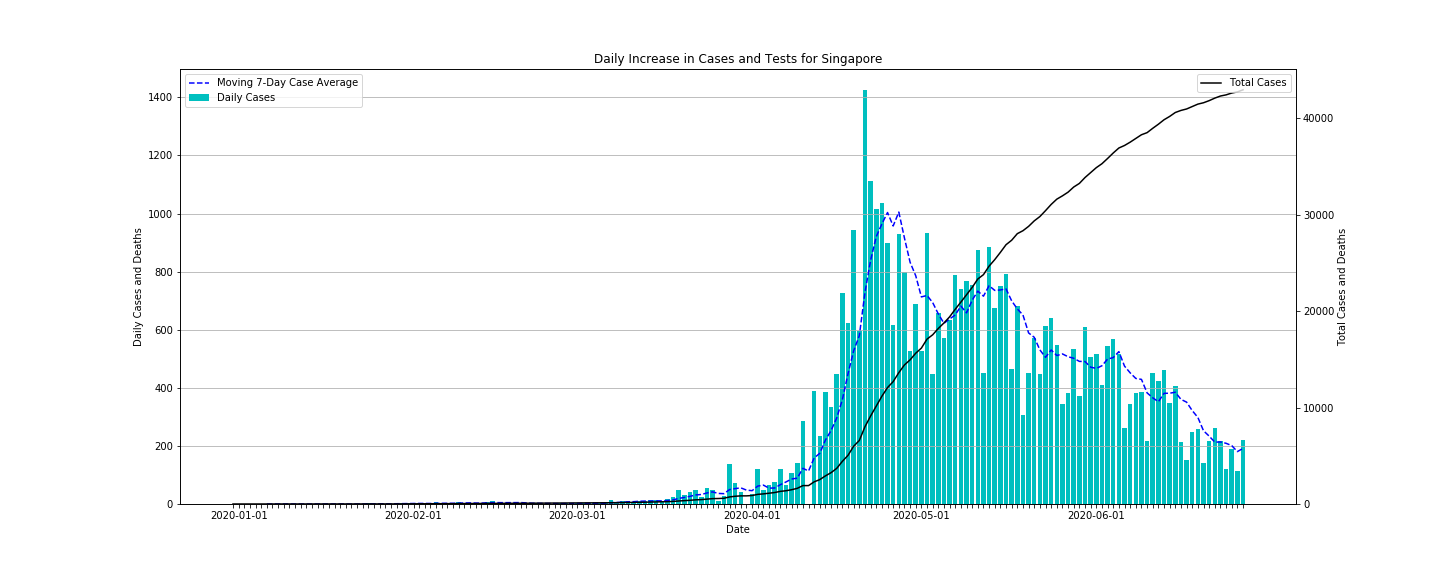 Daily Increase in Cases and Tests for Singapore
Moving 7-Day Case Average
Daily Cases
Total Cases
1400
1200
1000
800
600
400
200
0
Daily Cases and Deaths
40000
30000
20000
10000
0
Total Cases and Deaths
2020-01-01
2020-02-01
2020-03-01
2020-04-01
2020-05-01
2020-06-01
Date